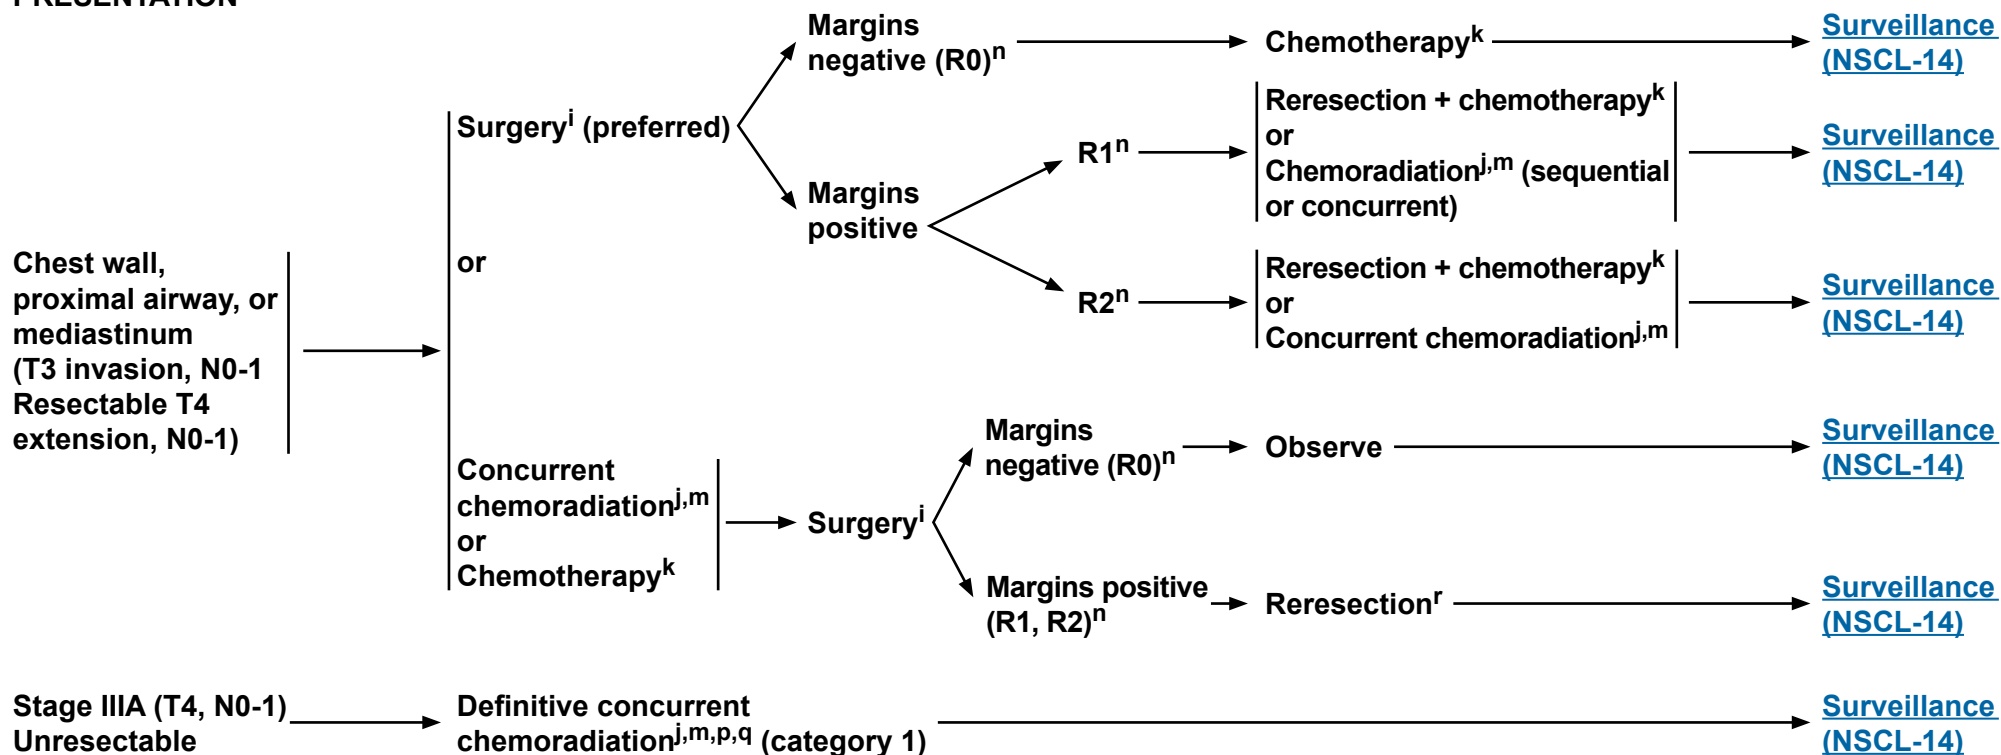 PRESENTATION
Chest wall,
proximal airway, or
mediastinum
(T3 invasion, N0-1
Resectable T4
extension, N0-1)
Surgeryⁱ (preferred)
or
Concurrent
chemoradiationʲ,ᵐ
or
Chemotherapyᵏ
Margins
negative (R0)ⁿ
Chemotherapyᵏ
Surveillance
(NSCL-14)
Margins
positive
R1ⁿ
Reresection + chemotherapyᵏ
or
Chemoradiationʲ,ᵐ (sequential
or concurrent)
Surveillance
(NSCL-14)
R2ⁿ
Reresection + chemotherapyᵏ
or
Concurrent chemoradiationʲ,ᵐ
Surveillance
(NSCL-14)
Surgeryⁱ
Margins
negative (R0)ⁿ
Observe
Surveillance
(NSCL-14)
Margins positive
(R1, R2)ⁿ
Reresectionʳ
Surveillance
(NSCL-14)
Stage IIIA (T4, N0-1)
Unresectable
Definitive concurrent
chemoradiationʲ,ᵐ,ᵖ,𐞥 (category 1)
Surveillance
(NSCL-14)